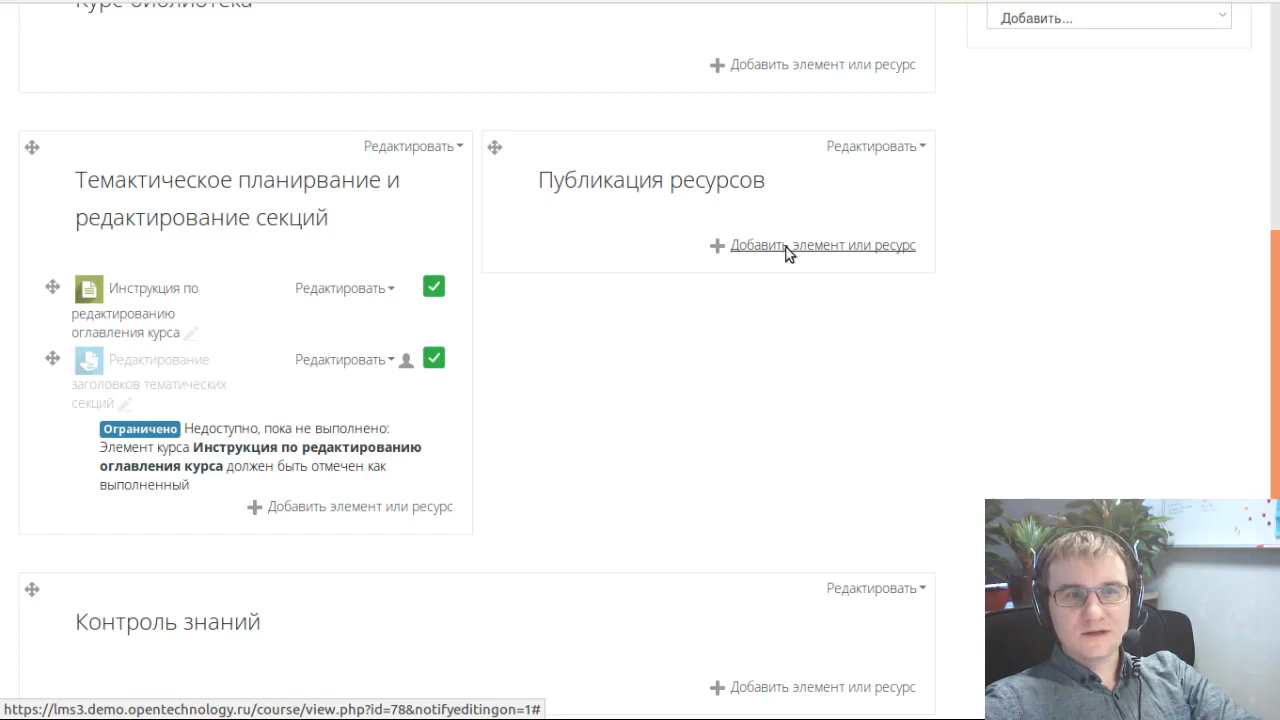 Курс библиотека
Добавить...
Добавить элемент или ресурс
Редактировать
Тематическое планирвание и
редактирование секций
Редактировать
Публикация ресурсов
Добавить элемент или ресурс
Инструкция по
редактированию
оглавления курса
Редактировать
Редактирование
заголовков тематических
секций
Редактировать
Ограничено Недоступно, пока не выполнено:
Элемент курса Инструкция по редактированию
оглавления курса должен быть отмечен как
выполненный
Добавить элемент или ресурс
Редактировать
Контроль знаний
Добавить элемент или ресурс
https://lms3.demo.opentechnology.ru/course/view.php?id=78&notifyeditingon=1#